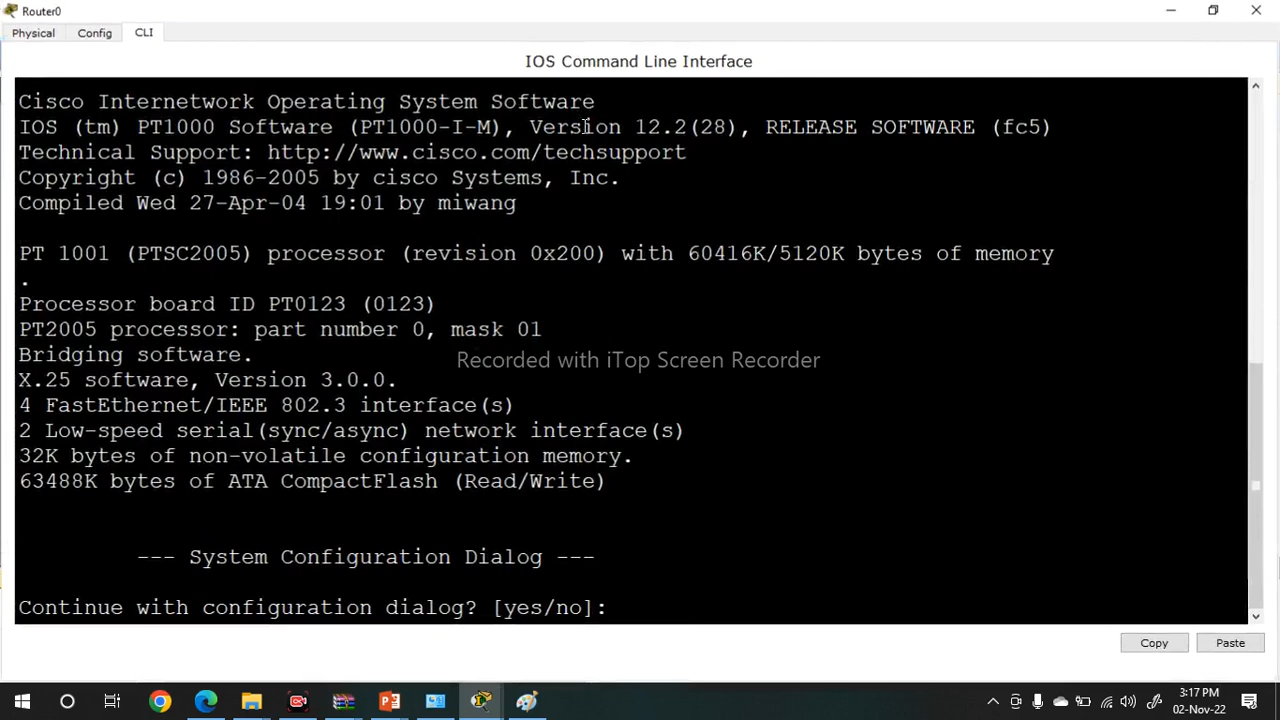 Router0
Physical Config CLI
IOS Command Line Interface
Cisco Internetwork Operating System Software
IOS (tm) PT1000 Software (PT1000-I-M), Version 12.2(28), RELEASE SOFTWARE (fc5)
Technical Support: http://www.cisco.com/techsupport
Copyright (c) 1986-2005 by cisco Systems, Inc.
Compiled Wed 27-Apr-04 19:01 by miwang
PT 1001 (PTSC2005) processor (revision 0x200) with 60416K/5120K bytes of memory
.
Processor board ID PT0123 (0123)
PT2005 processor: part number 0, mask 01
Bridging software.
Recorded with iTop Screen Recorder
X.25 software, Version 3.0.0.
4 FastEthernet/IEEE 802.3 interface(s)
2 Low-speed serial(sync/async) network interface(s)
32K bytes of non-volatile configuration memory.
63488K bytes of ATA CompactFlash (Read/Write)
--- System Configuration Dialog ---
Continue with configuration dialog? [yes/no]:
Copy Paste
3:17 PM
02-Nov-22